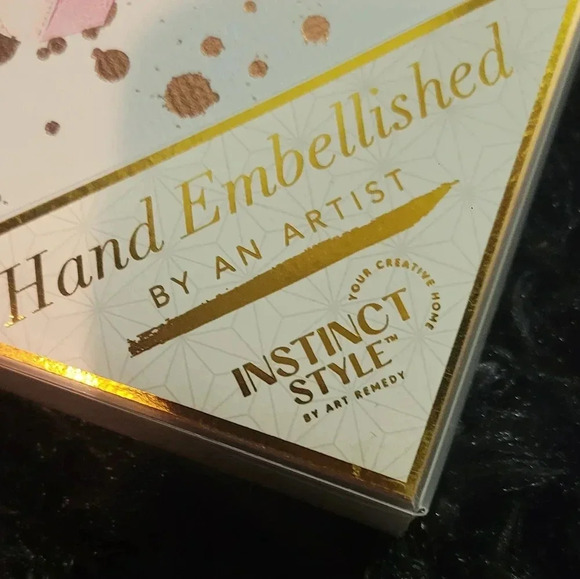 Hand Embellished
BY AN ARTIST
YOUR CREATIVE HOME
INSTINCT
STYLE™
BY ART REMEDY